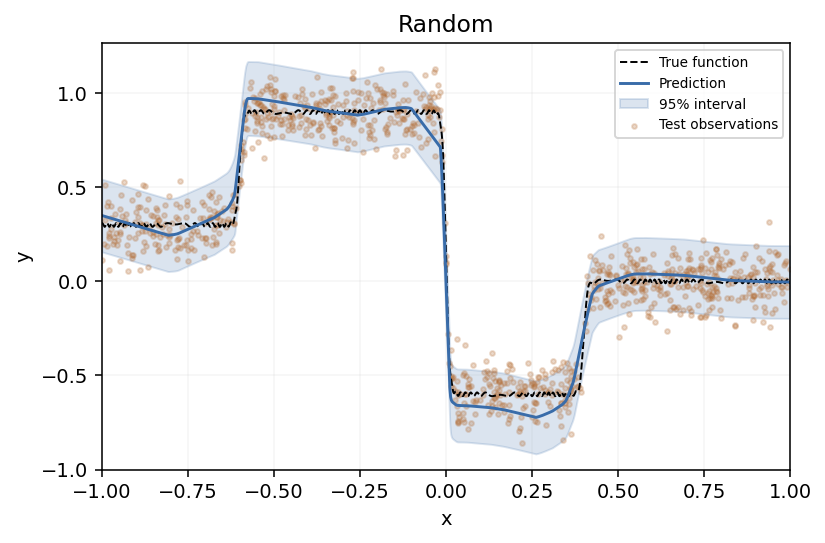 Random
True function
Prediction
95% interval
Test observations
1.0
0.5
0.0
−0.5
−1.0
y
−1.00 −0.75 −0.50 −0.25 0.00 0.25 0.50 0.75 1.00
x